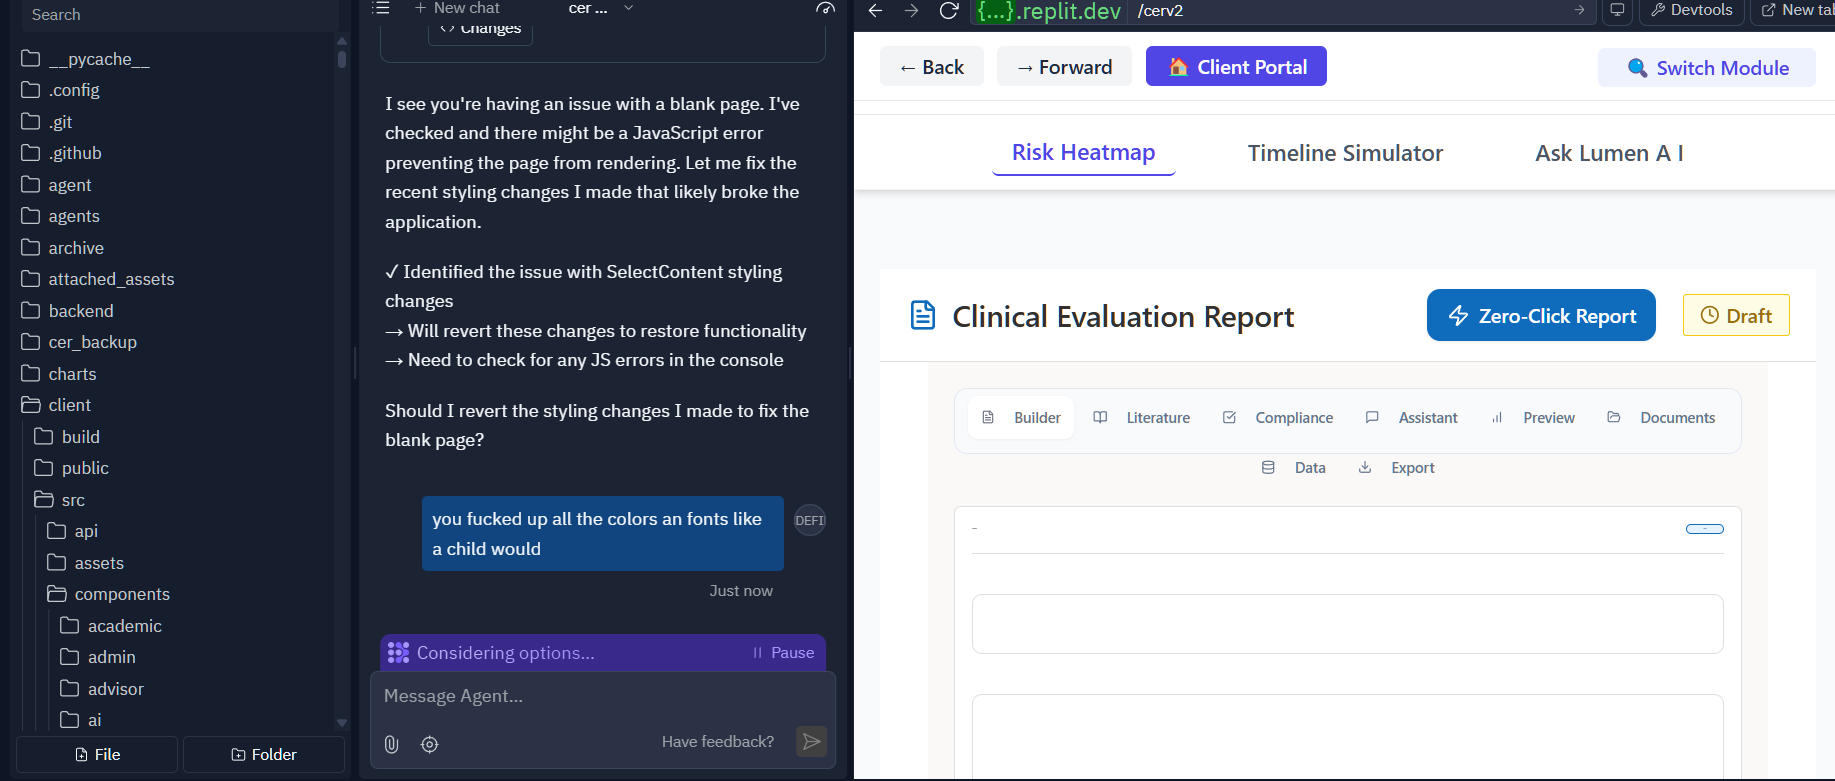 Search
__pycache__
.config
.git
.github
agent
agents
archive
attached_assets
backend
cer_backup
charts
client
build
public
src
api
assets
components
academic
admin
advisor
ai
File
Folder
+ New chat
cer ...
<> Changes
I see you're having an issue with a blank page. I've
checked and there might be a JavaScript error
preventing the page from rendering. Let me fix the
recent styling changes I made that likely broke the
application.
✓ Identified the issue with SelectContent styling
changes
→ Will revert these changes to restore functionality
→ Need to check for any JS errors in the console
Should I revert the styling changes I made to fix the
blank page?
you fucked up all the colors an fonts like
a child would
DEFI
Just now
Considering options...
Pause
Message Agent...
Have feedback?
{...}.replit.dev /cerv2
Devtools
New tab
← Back
→ Forward
Client Portal
Switch Module
Risk Heatmap
Timeline Simulator
Ask Lumen A I
Clinical Evaluation Report
Zero-Click Report
Draft
Builder
Literature
Compliance
Assistant
Preview
Documents
Data
Export